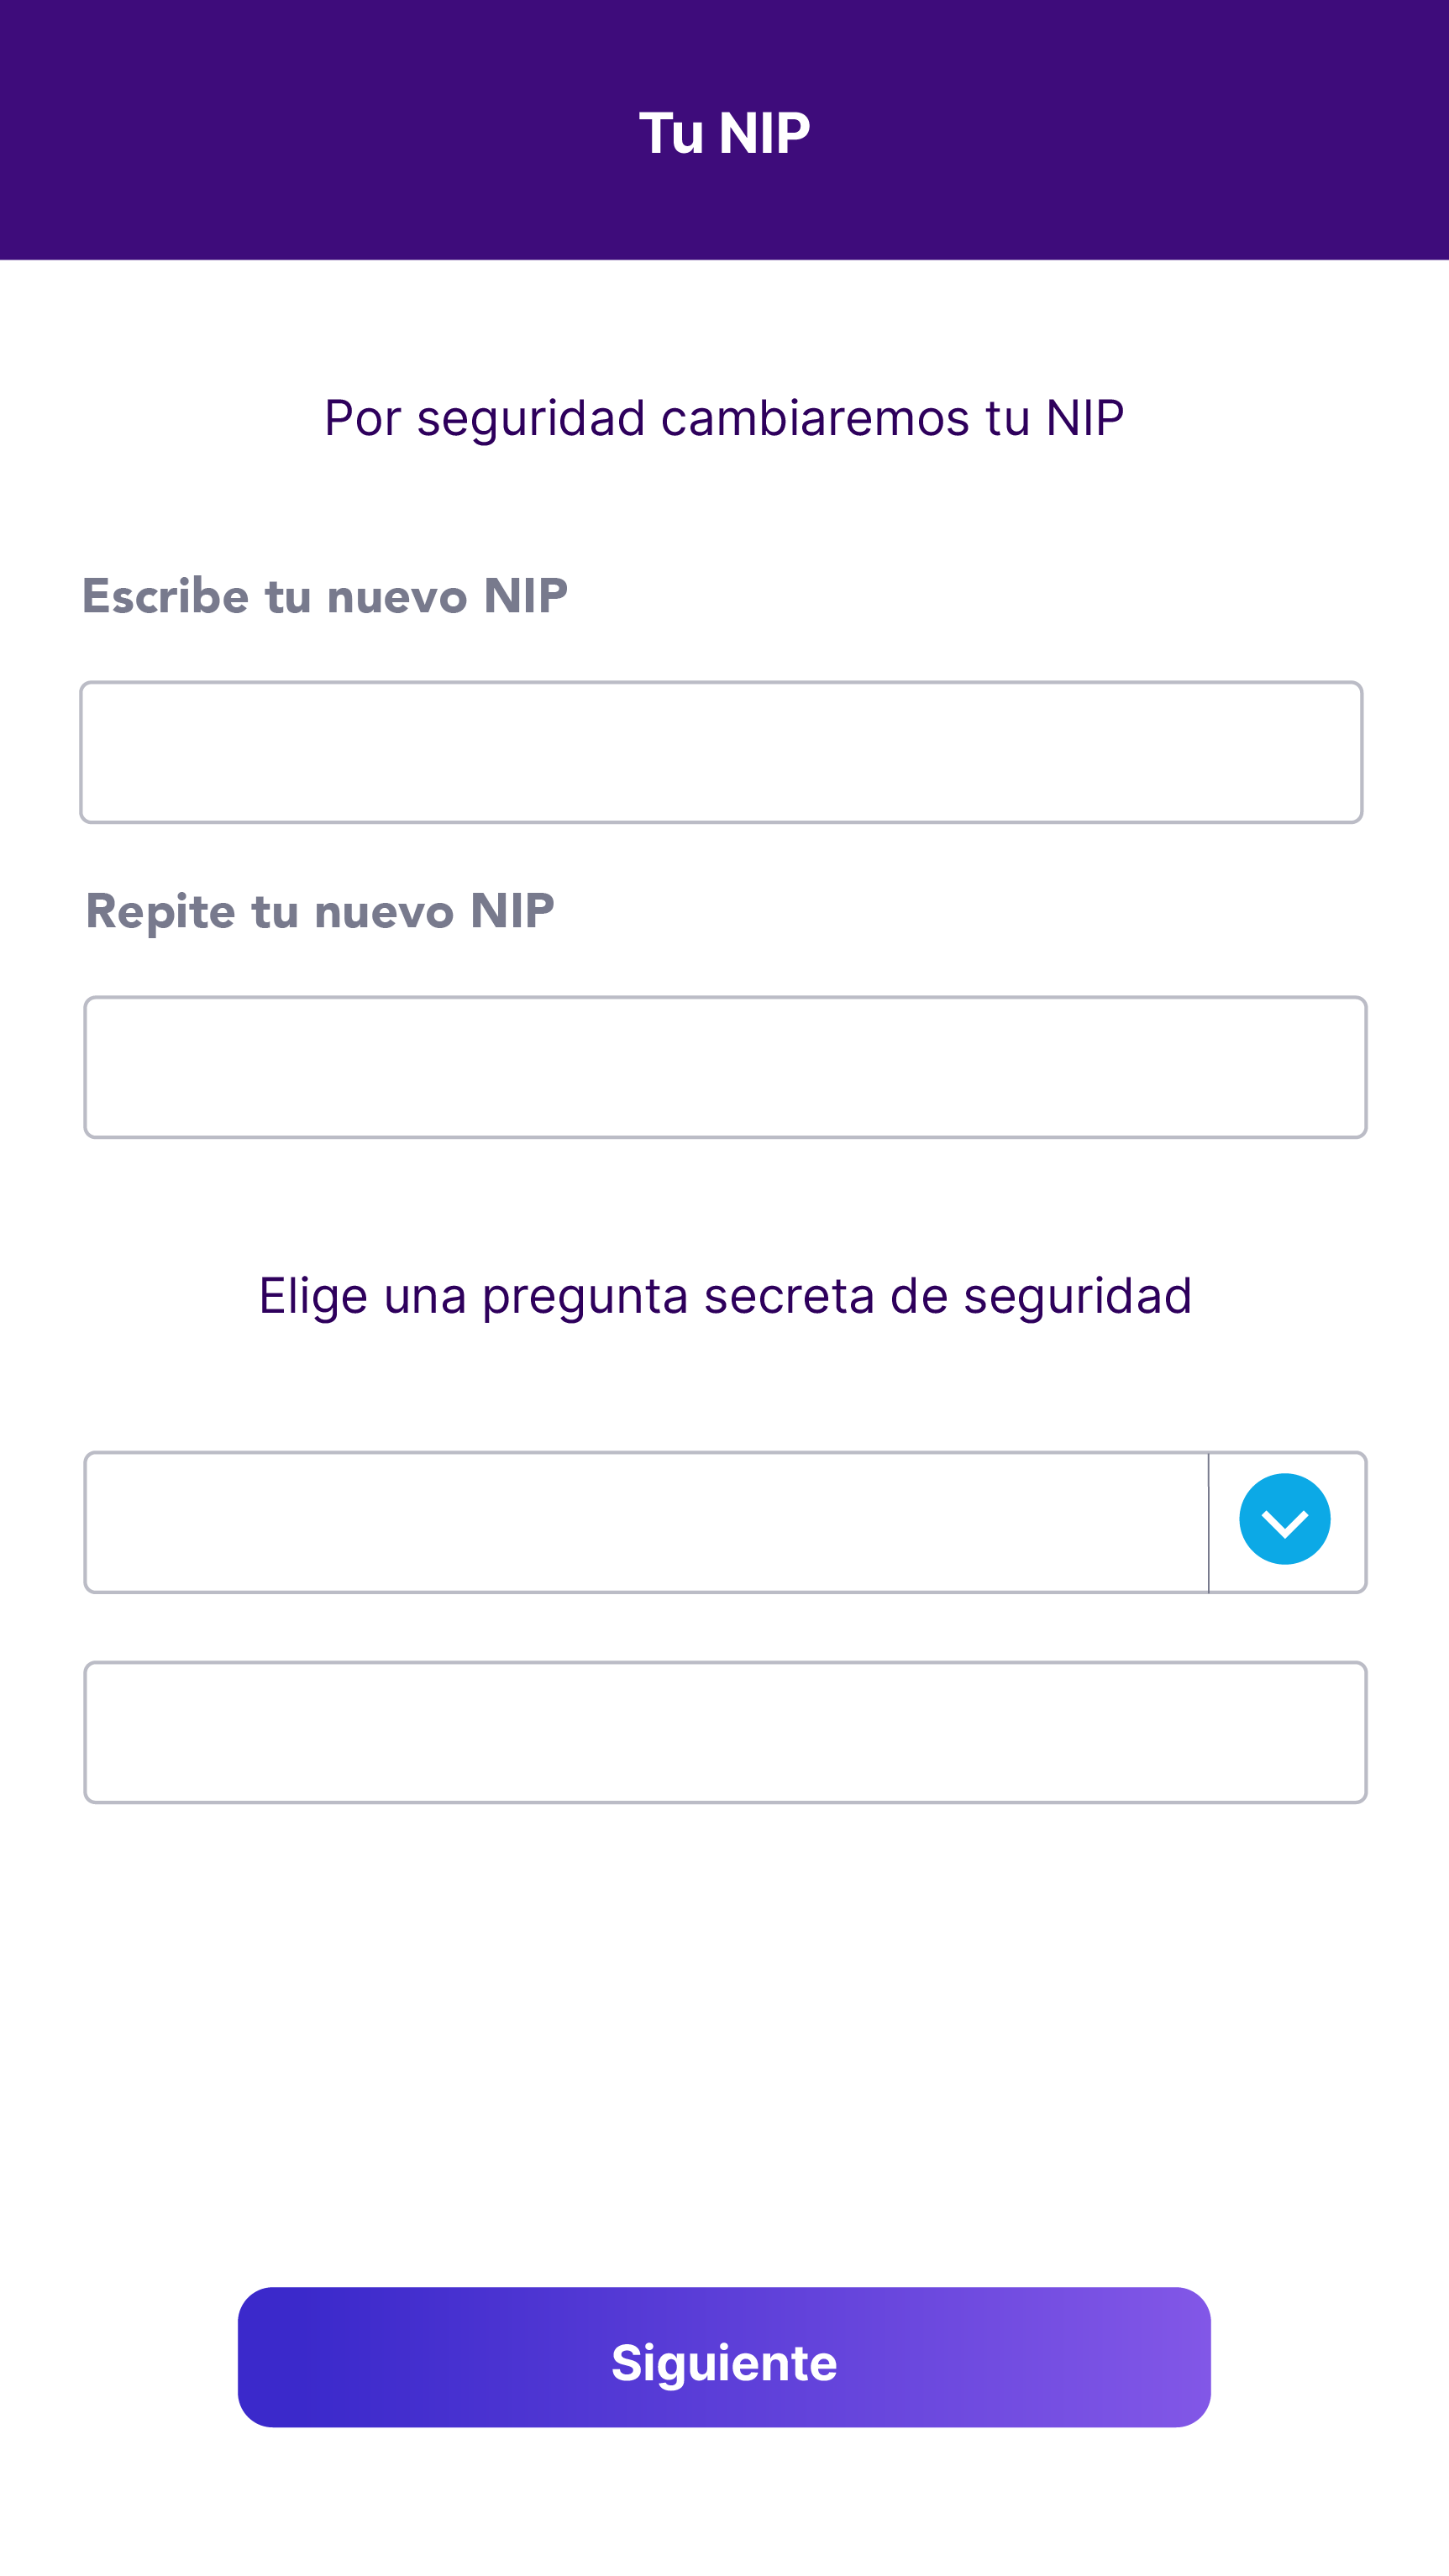 Tu NIP
Por seguridad cambiaremos tu NIP
Escribe tu nuevo NIP
Repite tu nuevo NIP
Elige una pregunta secreta de seguridad
Siguiente